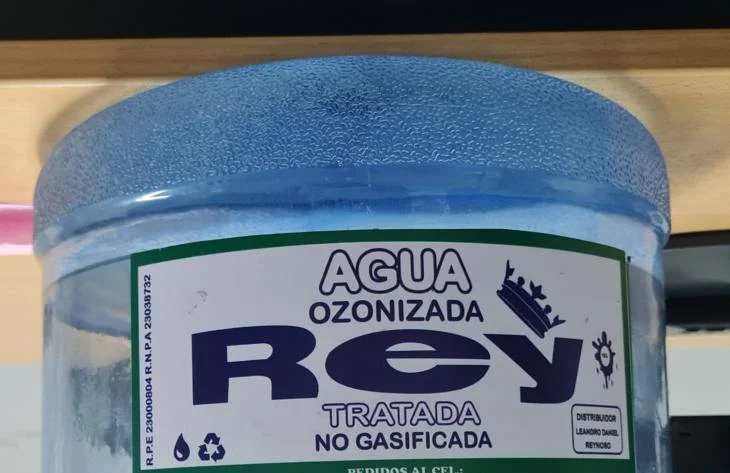 AGUA
OZONIZADA
Rey
TRATADA
NO GASIFICADA
R.P.E 23000804 R.N.P.A 23038732
DISTRIBUIDOR
LEANDRO DANIEL
REYNOSO
PEDIDOS AL CEL.: